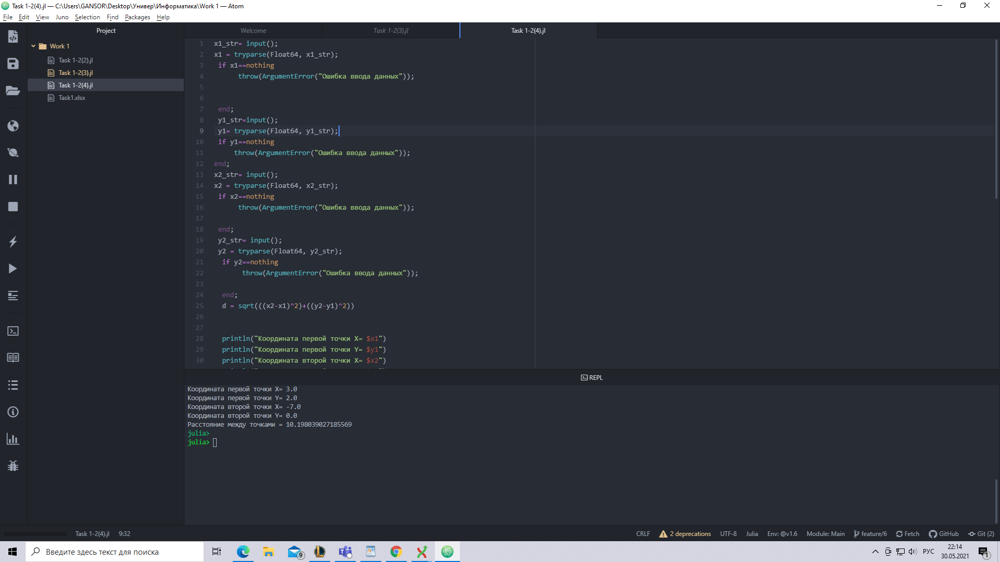 Task 1-2(4).jl — C:\Users\GANSOR\Desktop\Универ\Информатика\Work 1 — Atom
File Edit View Juno Selection Find Packages Help
Project
Work 1
Task 1-2(2).jl
Task 1-2(3).jl
Task 1-2(4).jl
Task1.xlsx
Welcome
Task 1-2(3).jl
Task 1-2(4).jl
1 x1_str= input();
2 x1 = tryparse(Float64, x1_str);
3 if x1==nothing
4 throw(ArgumentError("Ошибка ввода данных"));
5
6
7 end;
8 y1_str=input();
9 y1= tryparse(Float64, y1_str);
10 if y1==nothing
11 throw(ArgumentError("Ошибка ввода данных"));
12 end;
13 x2_str= input();
14 x2 = tryparse(Float64, x2_str);
15 if x2==nothing
16 throw(ArgumentError("Ошибка ввода данных"));
17
18 end;
19 y2_str= input();
20 y2 = tryparse(Float64, y2_str);
21 if y2==nothing
22 throw(ArgumentError("Ошибка ввода данных"));
23
24 end;
25 d = sqrt(((x2-x1)^2)+((y2-y1)^2))
26
27
28 println("Координата первой точки X= $x1")
29 println("Координата первой точки Y= $y1")
30 println("Координата второй точки X= $x2")
REPL
Координата первой точки X= 3.0
Координата первой точки Y= 2.0
Координата второй точки X= -7.0
Координата второй точки Y= 0.0
Расстояние между точками = 10.198039027185569
julia>
julia>
Task 1-2(4).jl 9:32
CRLF 2 deprecations UTF-8 Julia Env: @v1.6 Module: Main feature/6 Fetch GitHub Git (2)
Введите здесь текст для поиска
9
РУС
22:14
30.05.2021
1